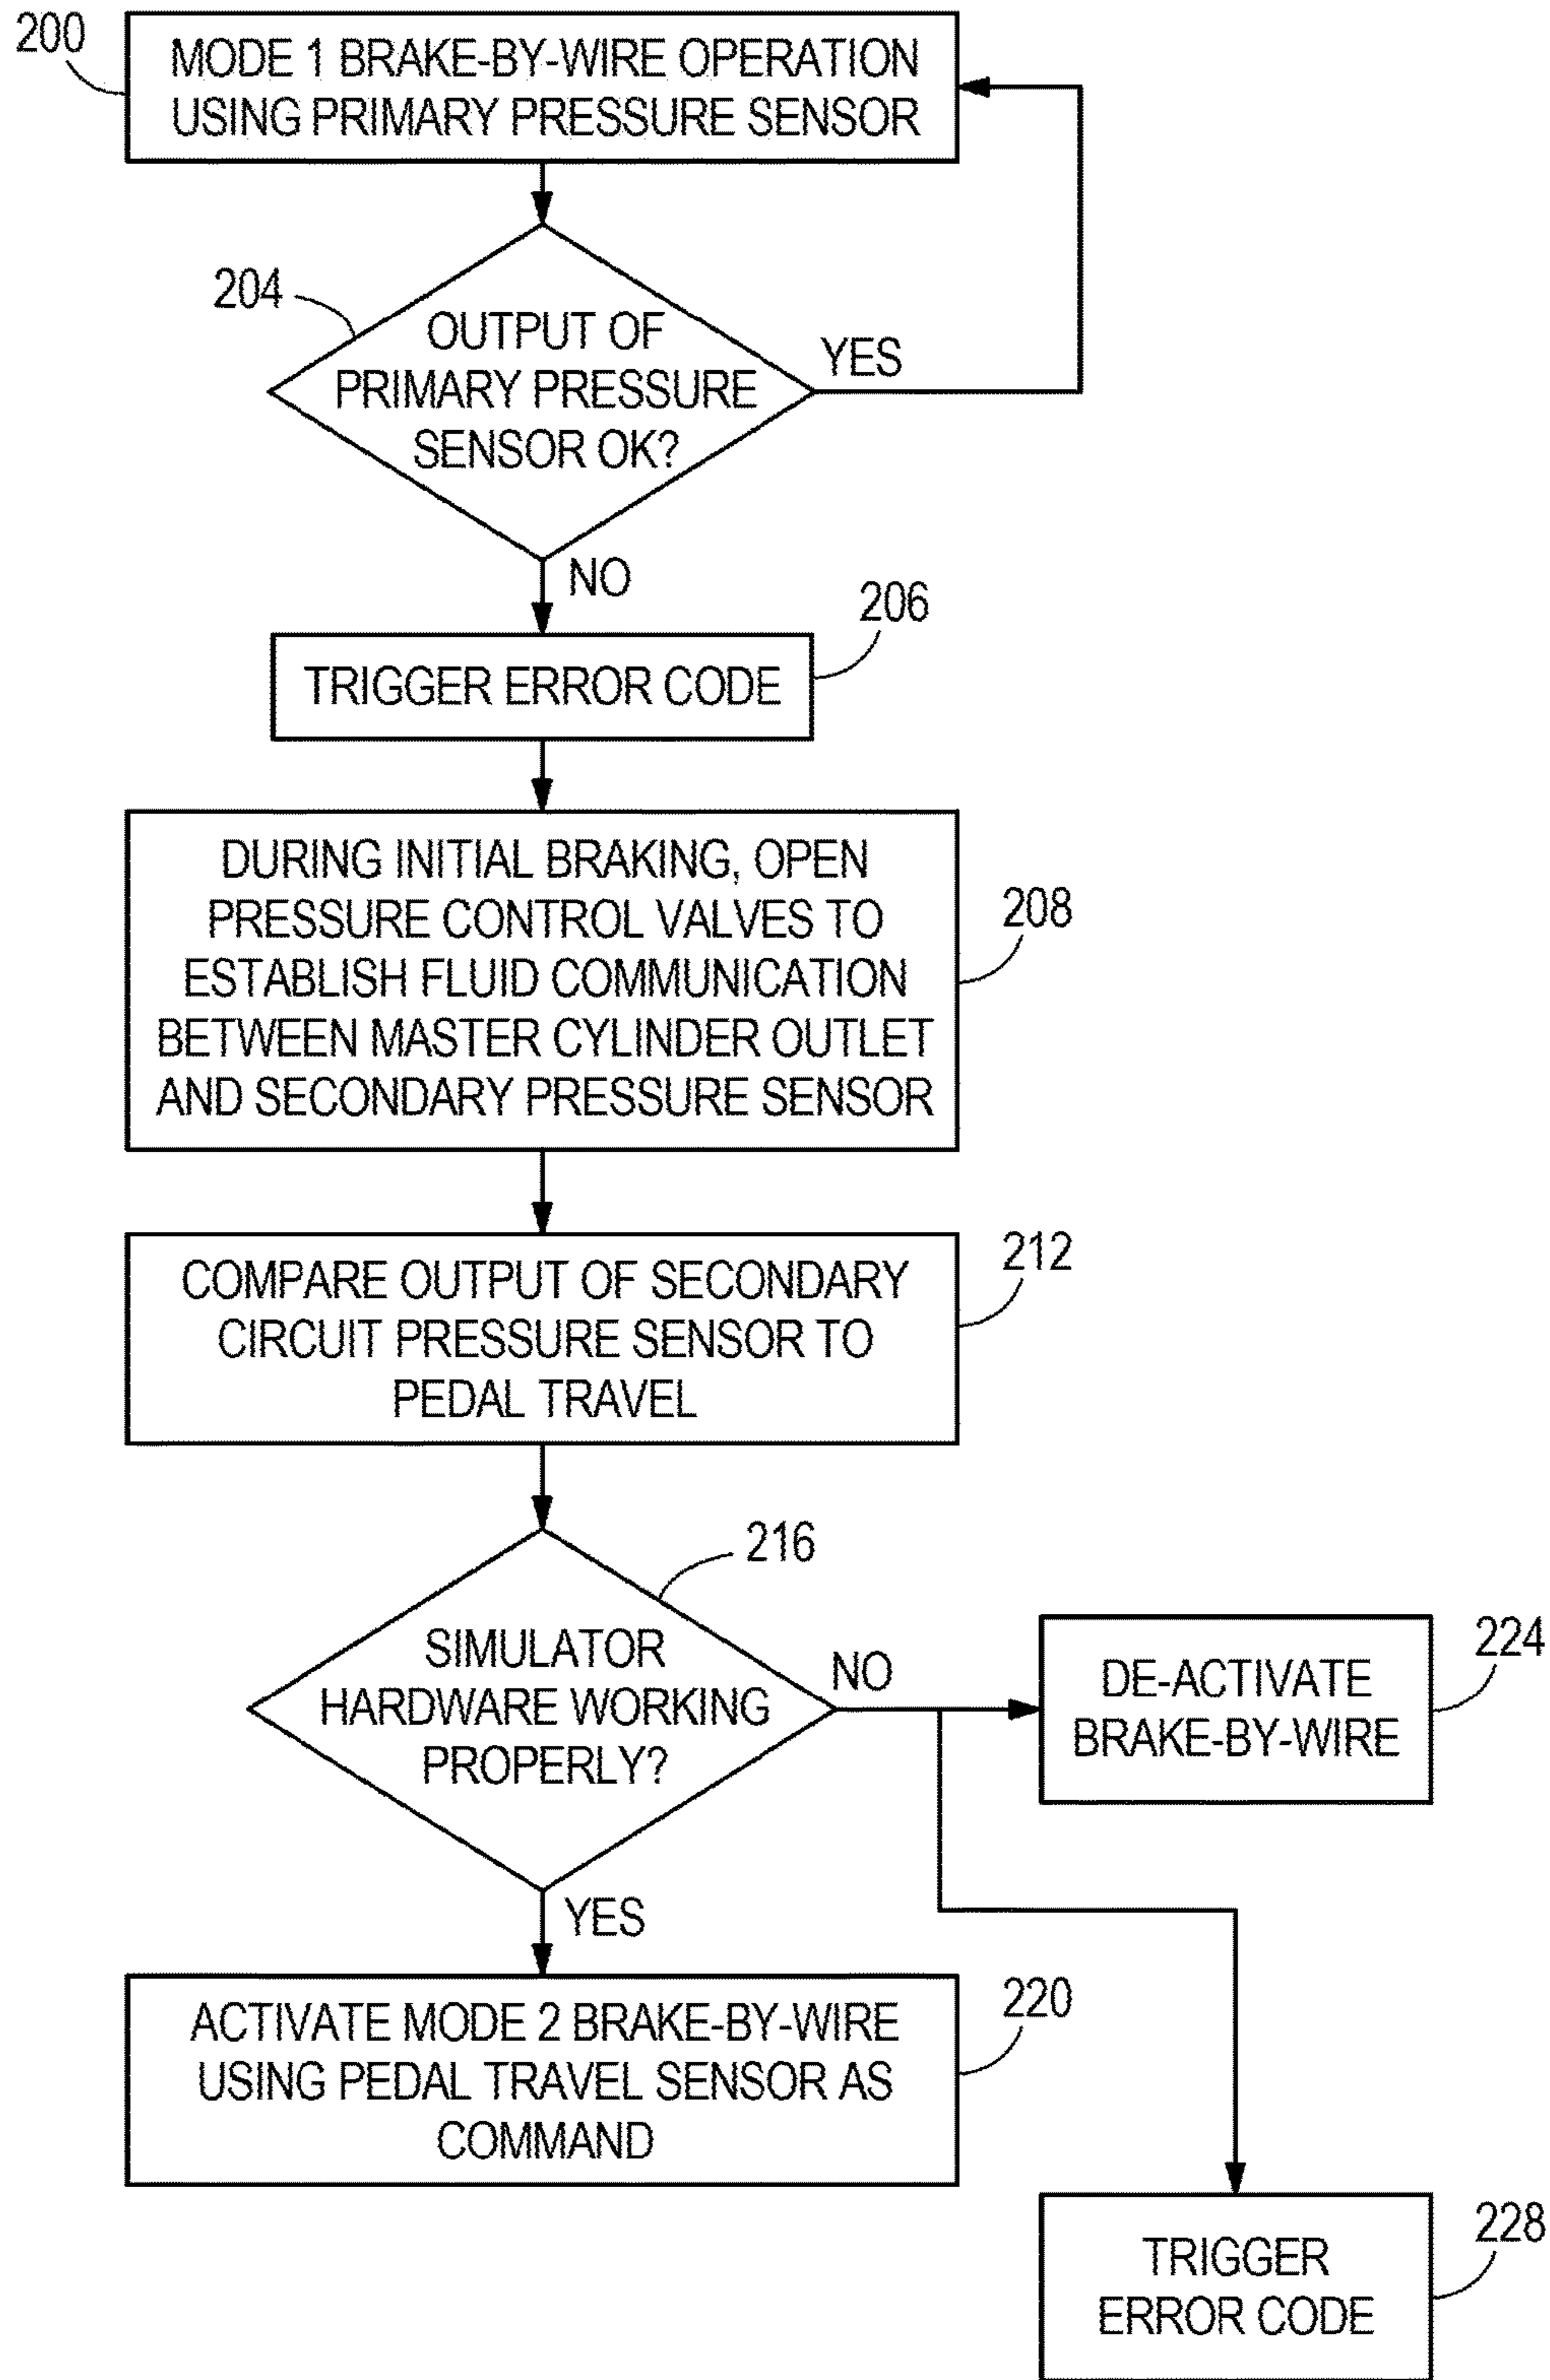 200
MODE 1 BRAKE-BY-WIRE OPERATION
USING PRIMARY PRESSURE SENSOR
204
OUTPUT OF
PRIMARY PRESSURE
SENSOR OK?
YES
NO
206
TRIGGER ERROR CODE
DURING INITIAL BRAKING, OPEN
PRESSURE CONTROL VALVES TO
ESTABLISH FLUID COMMUNICATION
BETWEEN MASTER CYLINDER OUTLET
AND SECONDARY PRESSURE SENSOR
208
COMPARE OUTPUT OF SECONDARY
CIRCUIT PRESSURE SENSOR TO
PEDAL TRAVEL
212
216
SIMULATOR
HARDWARE WORKING
PROPERLY?
NO
DE-ACTIVATE
BRAKE-BY-WIRE
224
YES
ACTIVATE MODE 2 BRAKE-BY-WIRE
USING PEDAL TRAVEL SENSOR AS
COMMAND
220
TRIGGER
ERROR CODE
228